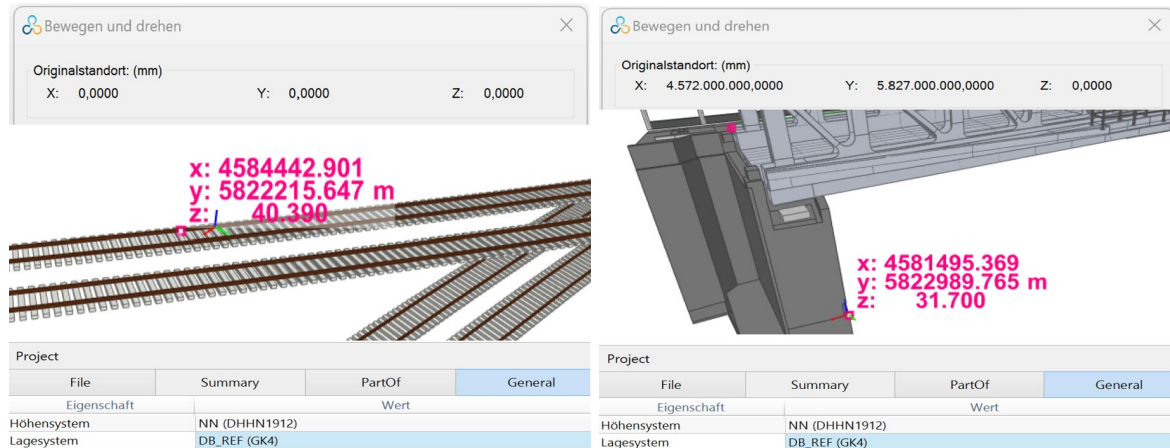 Bewegen und drehen
Originalstandort: (mm)
X: 0,0000 Y: 0,0000 Z: 0,0000
x: 4584442.901
y: 5822215.647 m
z: 40.390
Project
File Summary PartOf General
Eigenschaft Wert
Höhensystem NN (DHHN1912)
Lagesystem DB_REF (GK4)
Bewegen und drehen
Originalstandort: (mm)
X: 4.572.000.000,0000 Y: 5.827.000.000,0000 Z: 0,0000
x: 4581495.369
y: 5822989.765 m
z: 31.700
Project
File Summary PartOf General
Eigenschaft Wert
Höhensystem NN (DHHN1912)
Lagesystem DB_REF (GK4)